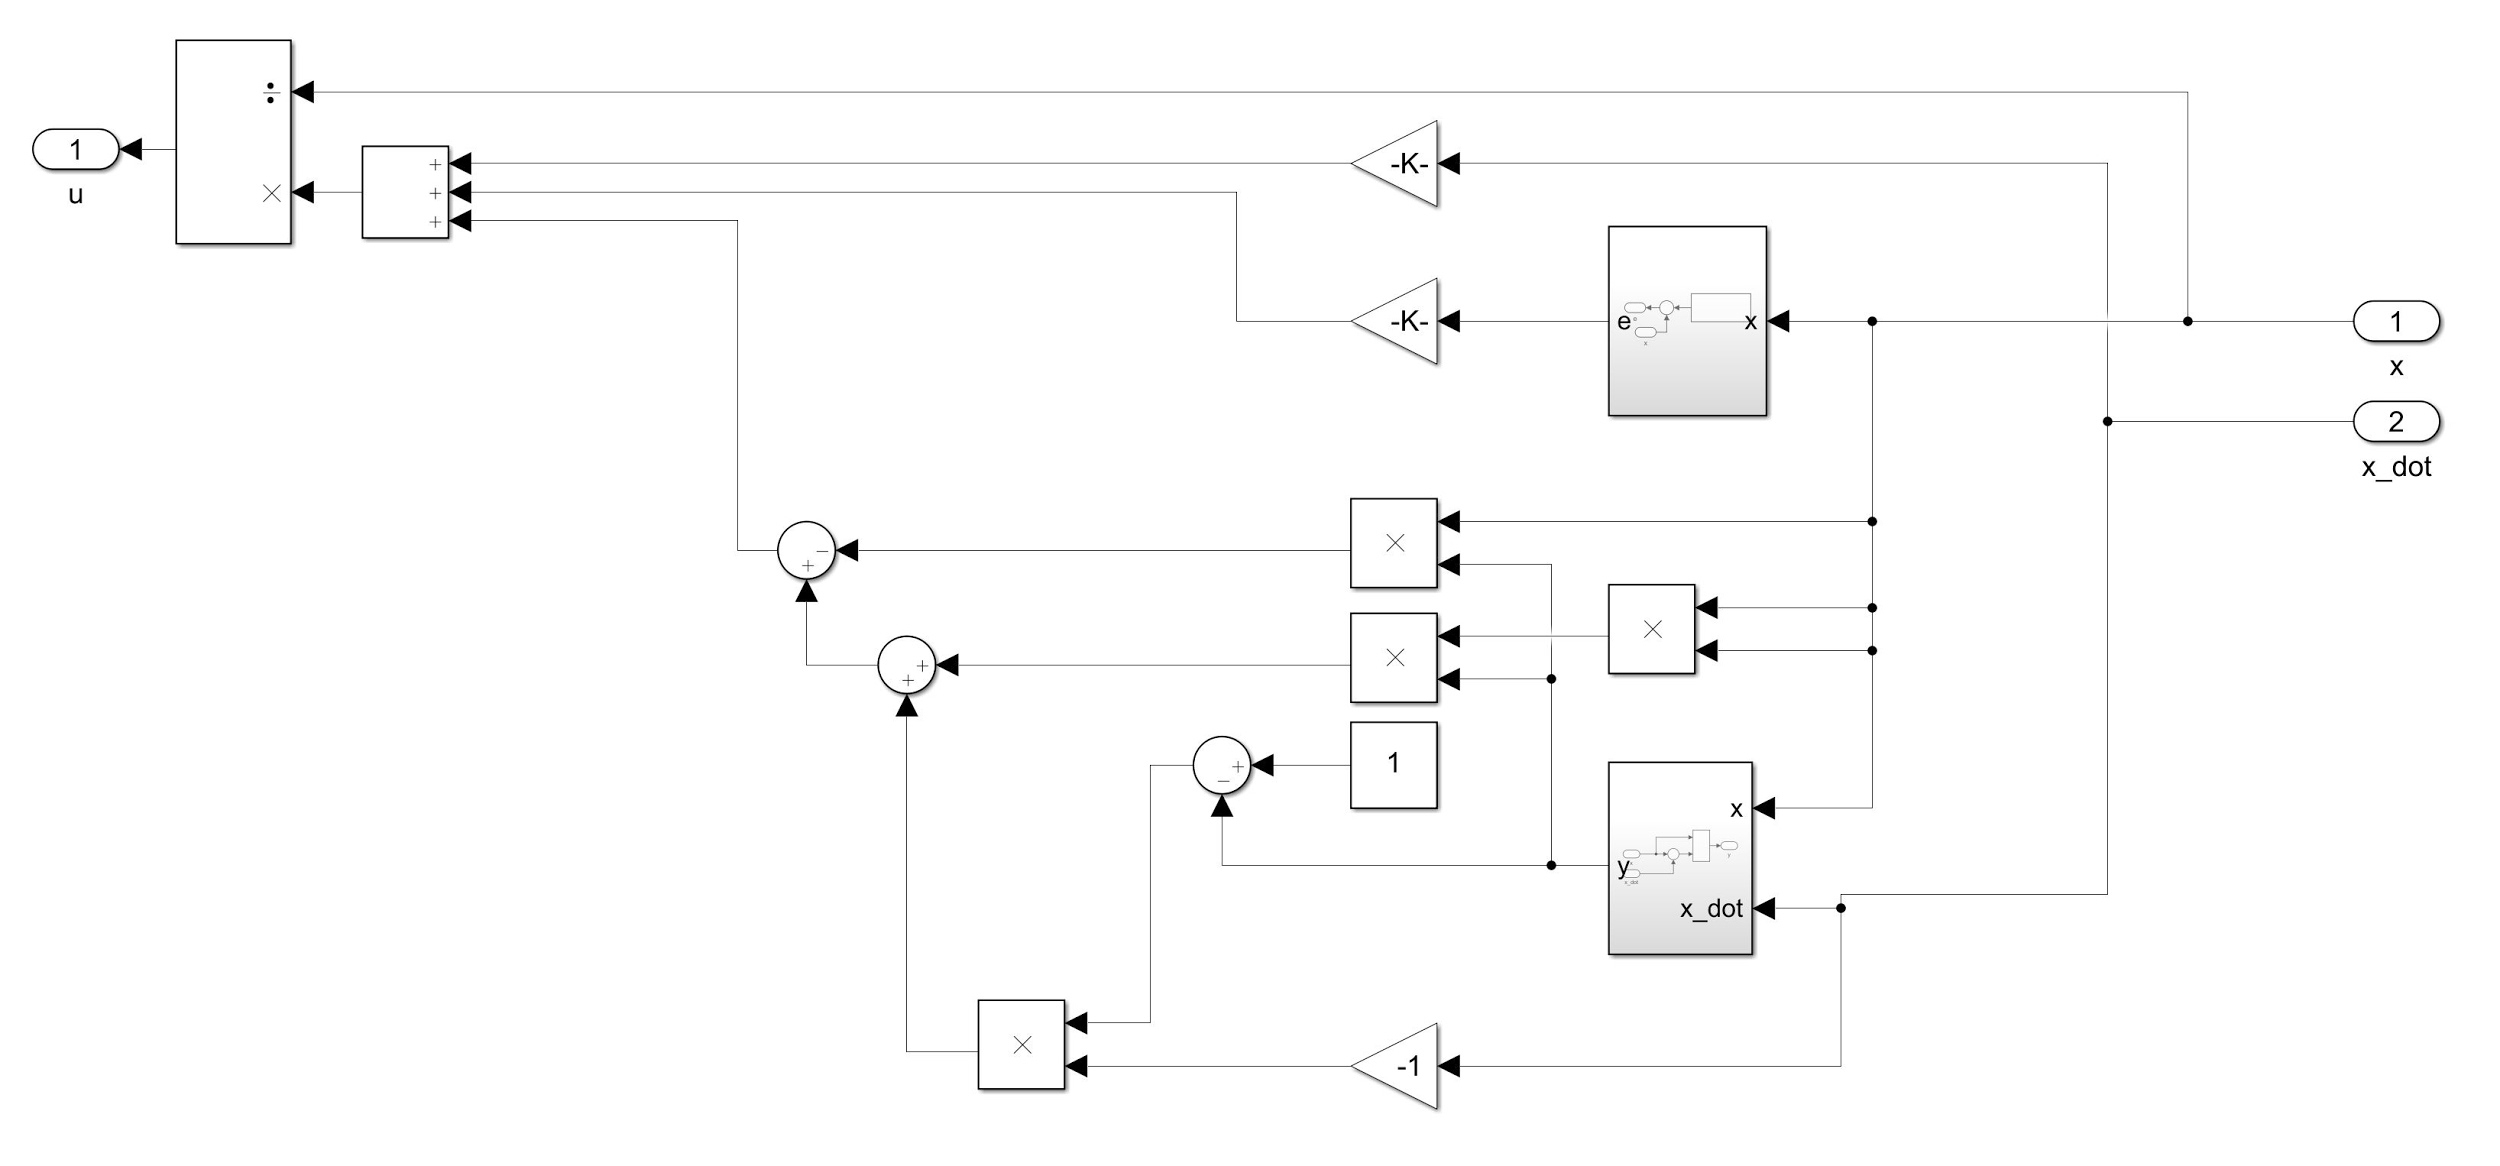 ÷
1
u
×
+
+
+
-K-
-K-
e
x
1
x
2
x_dot
×
−
+
×
×
+
+
1
+
−
x
y
x_dot
×
-1